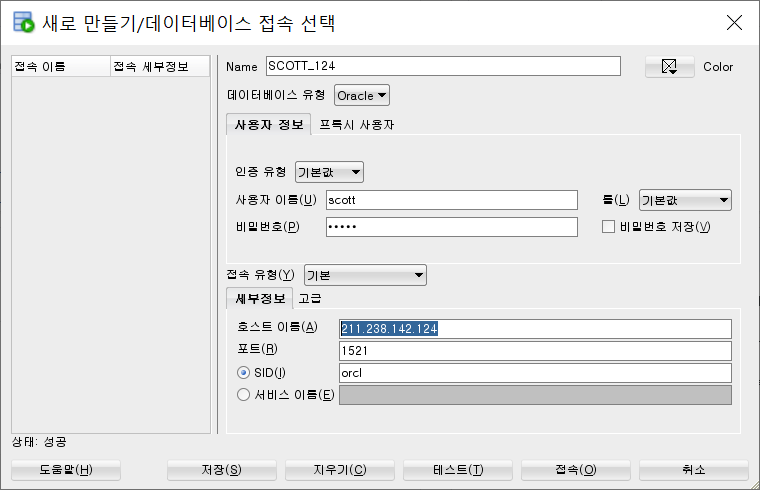 새로 만들기/데이터베이스 접속 선택
접속 이름 접속 세부정보
Name SCOTT_124 Color
데이터베이스 유형 Oracle
사용자 정보 프록시 사용자
인증 유형 기본값
사용자 이름(U) scott 롤(L) 기본값
비밀번호(P) ••••• 비밀번호 저장(V)
접속 유형(Y) 기본
세부정보 고급
호스트 이름(A) 211.238.142.124
포트(R) 1521
SID(I) orcl
서비스 이름(E)
상태: 성공
도움말(H) 저장(S) 지우기(C) 테스트(T) 접속(O) 취소